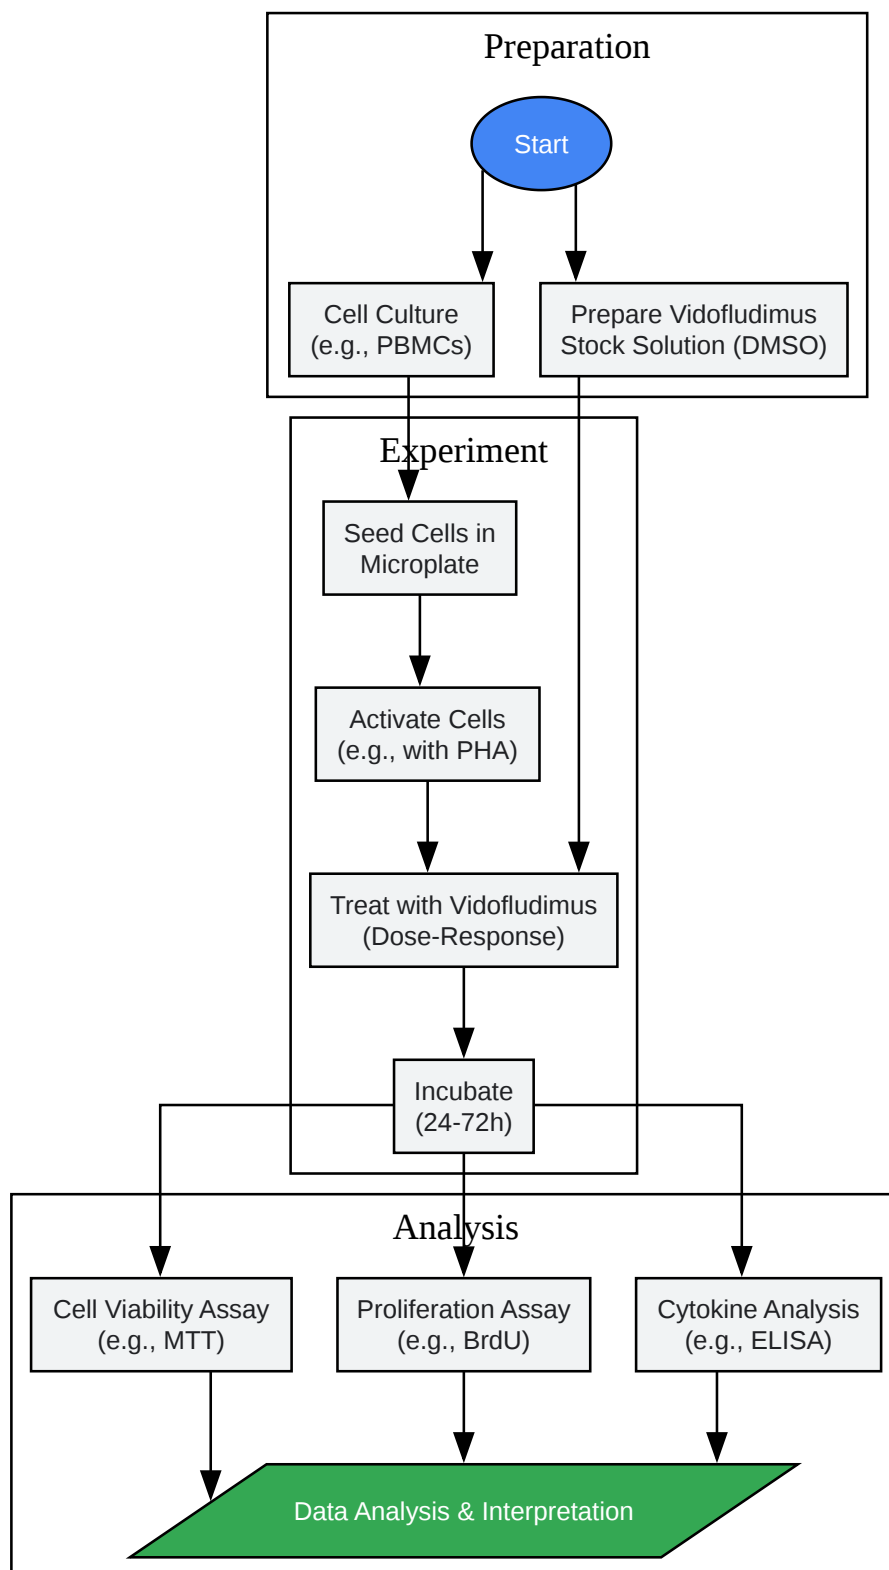 Preparation
Start
Cell Culture
(e.g., PBMCs)
Prepare Vidofludimus
Stock Solution (DMSO)
Experiment
Seed Cells in
Microplate
Activate Cells
(e.g., with PHA)
Treat with Vidofludimus
(Dose-Response)
Incubate
(24-72h)
Analysis
Cell Viability Assay
(e.g., MTT)
Proliferation Assay
(e.g., BrdU)
Cytokine Analysis
(e.g., ELISA)
Data Analysis & Interpretation